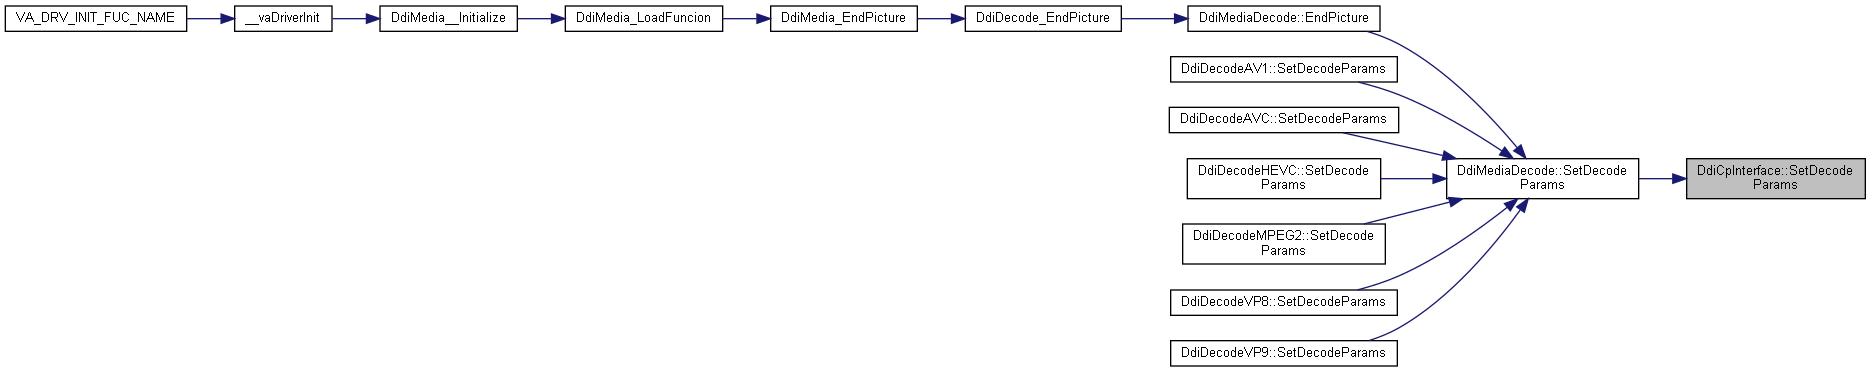 VA_DRV_INIT_FUC_NAME
__vaDriverInit
DdiMedia__Initialize
DdiMedia_LoadFuncion
DdiMedia_EndPicture
DdiDecode_EndPicture
DdiMediaDecode::EndPicture
DdiDecodeAV1::SetDecodeParams
DdiDecodeAVC::SetDecodeParams
DdiDecodeHEVC::SetDecode
Params
DdiMediaDecode::SetDecode
Params
DdiCpInterface::SetDecode
Params
DdiDecodeMPEG2::SetDecode
Params
DdiDecodeVP8::SetDecodeParams
DdiDecodeVP9::SetDecodeParams